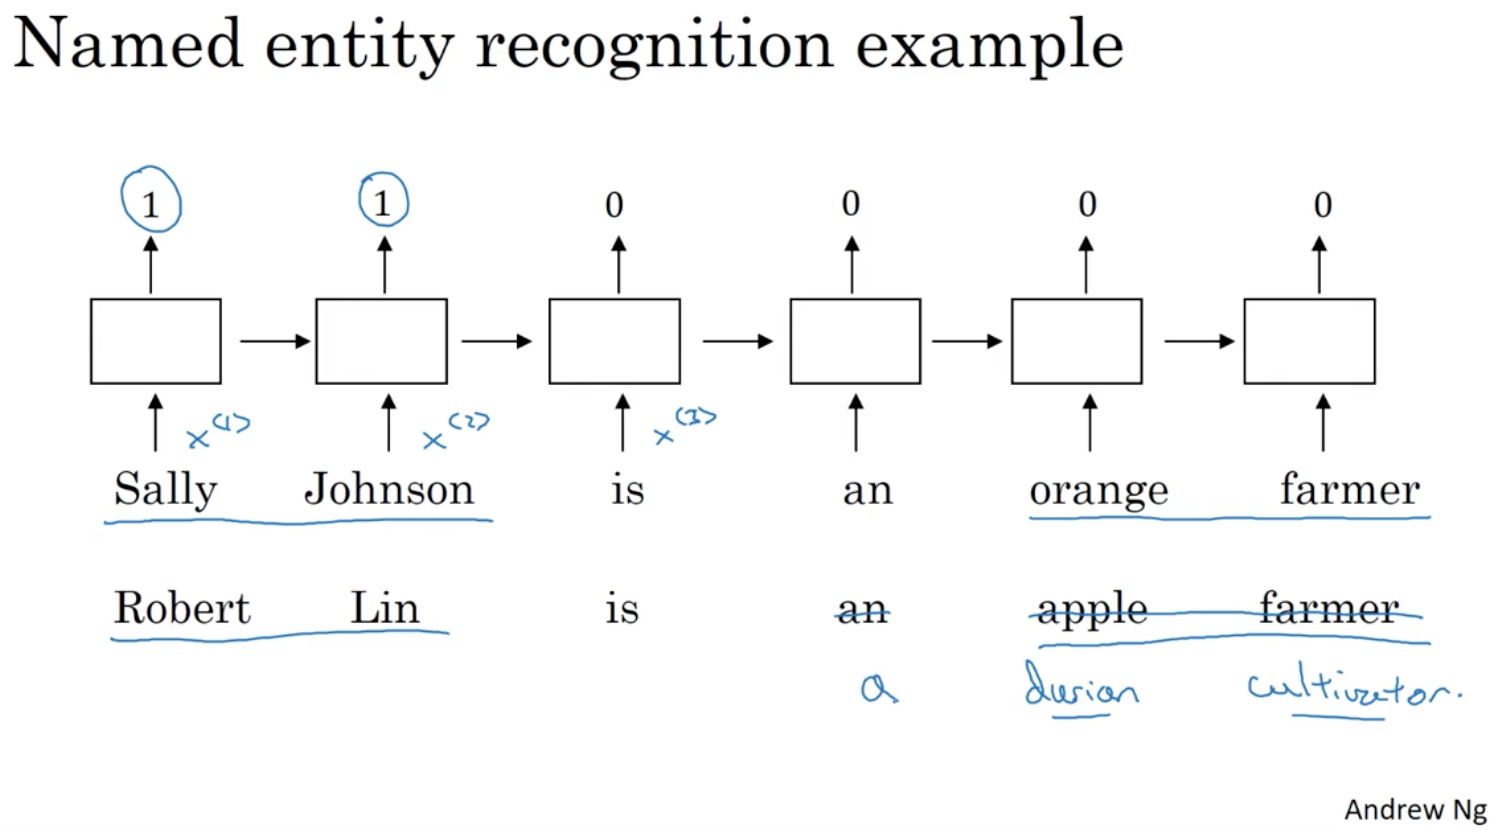 Named entity recognition example
1 1 0 0 0 0
x<1> x<2> x<3>
Sally Johnson is an orange farmer
Robert Lin is an apple farmer
a durian cultivator.
Andrew Ng